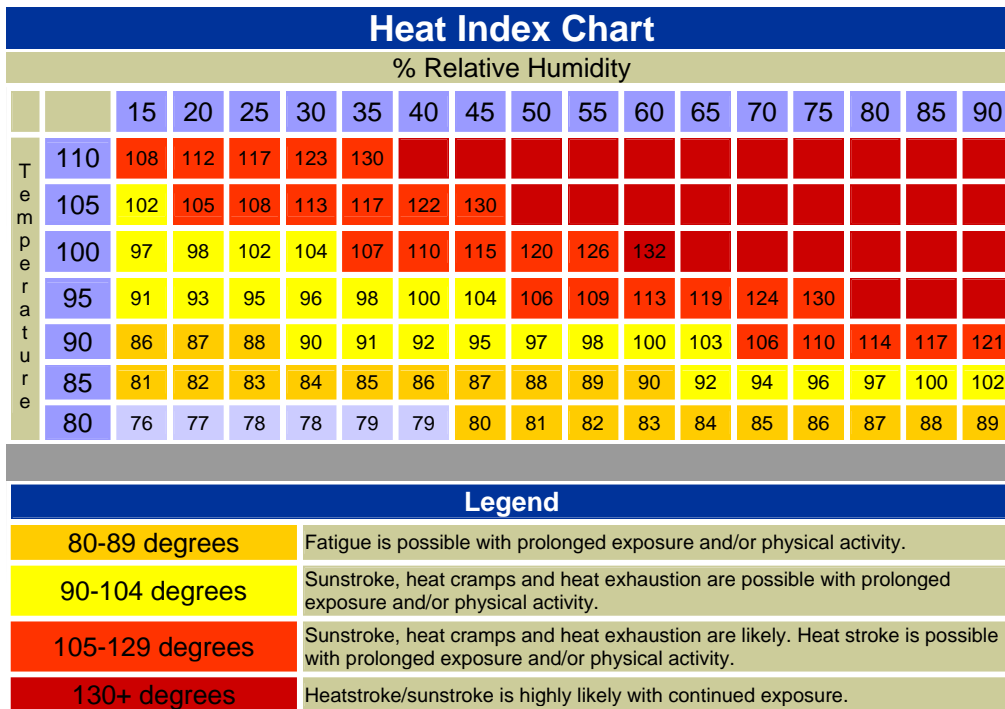 Heat Index Chart
% Relative Humidity
15 20 25 30 35 40 45 50 55 60 65 70 75 80 85 90
Temperature
110 108 112 117 123 130
105 102 105 108 113 117 122 130
100 97 98 102 104 107 110 115 120 126 132
95 91 93 95 96 98 100 104 106 109 113 119 124 130
90 86 87 88 90 91 92 95 97 98 100 103 106 110 114 117 121
85 81 82 83 84 85 86 87 88 89 90 92 94 96 97 100 102
80 76 77 78 78 79 79 80 81 82 83 84 85 86 87 88 89
Legend
80-89 degrees Fatigue is possible with prolonged exposure and/or physical activity.
90-104 degrees Sunstroke, heat cramps and heat exhaustion are possible with prolonged
exposure and/or physical activity.
105-129 degrees Sunstroke, heat cramps and heat exhaustion are likely. Heat stroke is possible
with prolonged exposure and/or physical activity.
130+ degrees Heatstroke/sunstroke is highly likely with continued exposure.